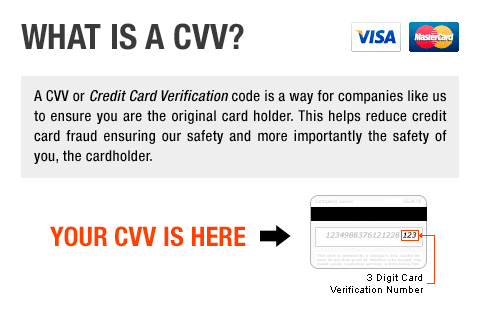 WHAT IS A CVV?
VISA
MasterCard
A CVV or Credit Card Verification code is a way for companies like us
to ensure you are the original card holder. This helps reduce credit
card fraud ensuring our safety and more importantly the safety of
you, the cardholder.
YOUR CVV IS HERE
1234988376121228 123
3 Digit Card
Verification Number